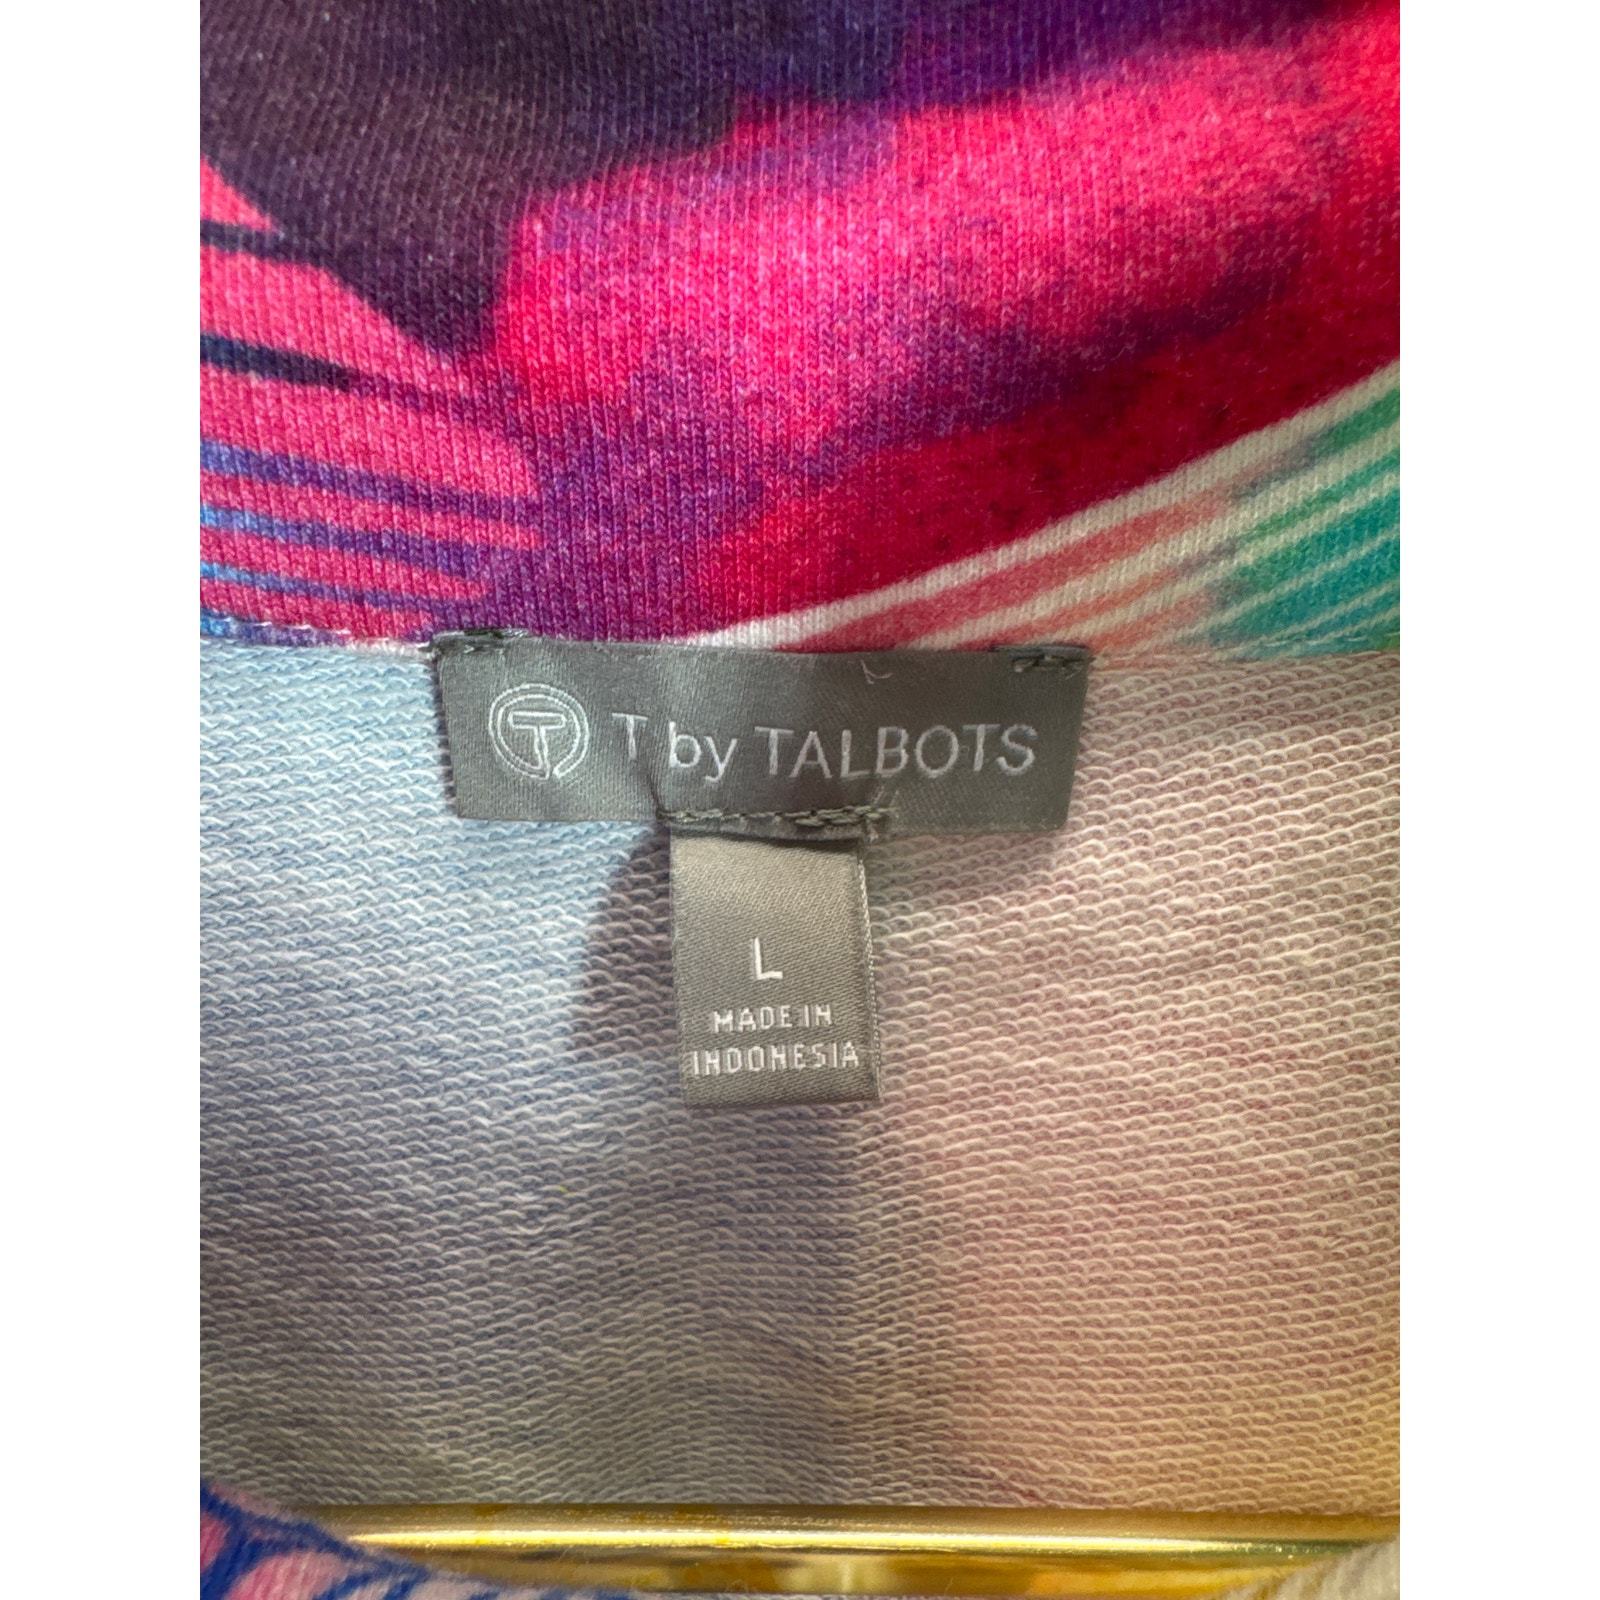 T
T by TALBOTS
L
MADE IN
INDONESIA